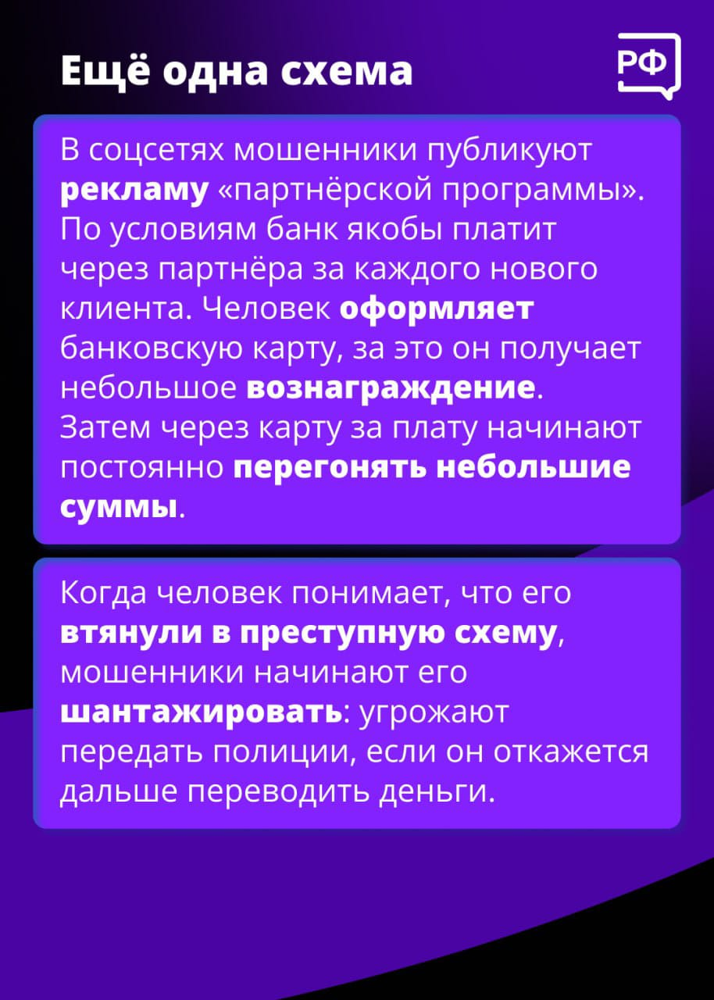 Ещё одна схема
РФ
В соцсетях мошенники публикуют
рекламу «партнёрской программы».
По условиям банк якобы платит
через партнёра за каждого нового
клиента. Человек оформляет
банковскую карту, за это он получает
небольшое вознаграждение.
Затем через карту за плату начинают
постоянно перегонять небольшие
суммы.
Когда человек понимает, что его
втянули в преступную схему,
мошенники начинают его
шантажировать: угрожают
передать полиции, если он откажется
дальше переводить деньги.